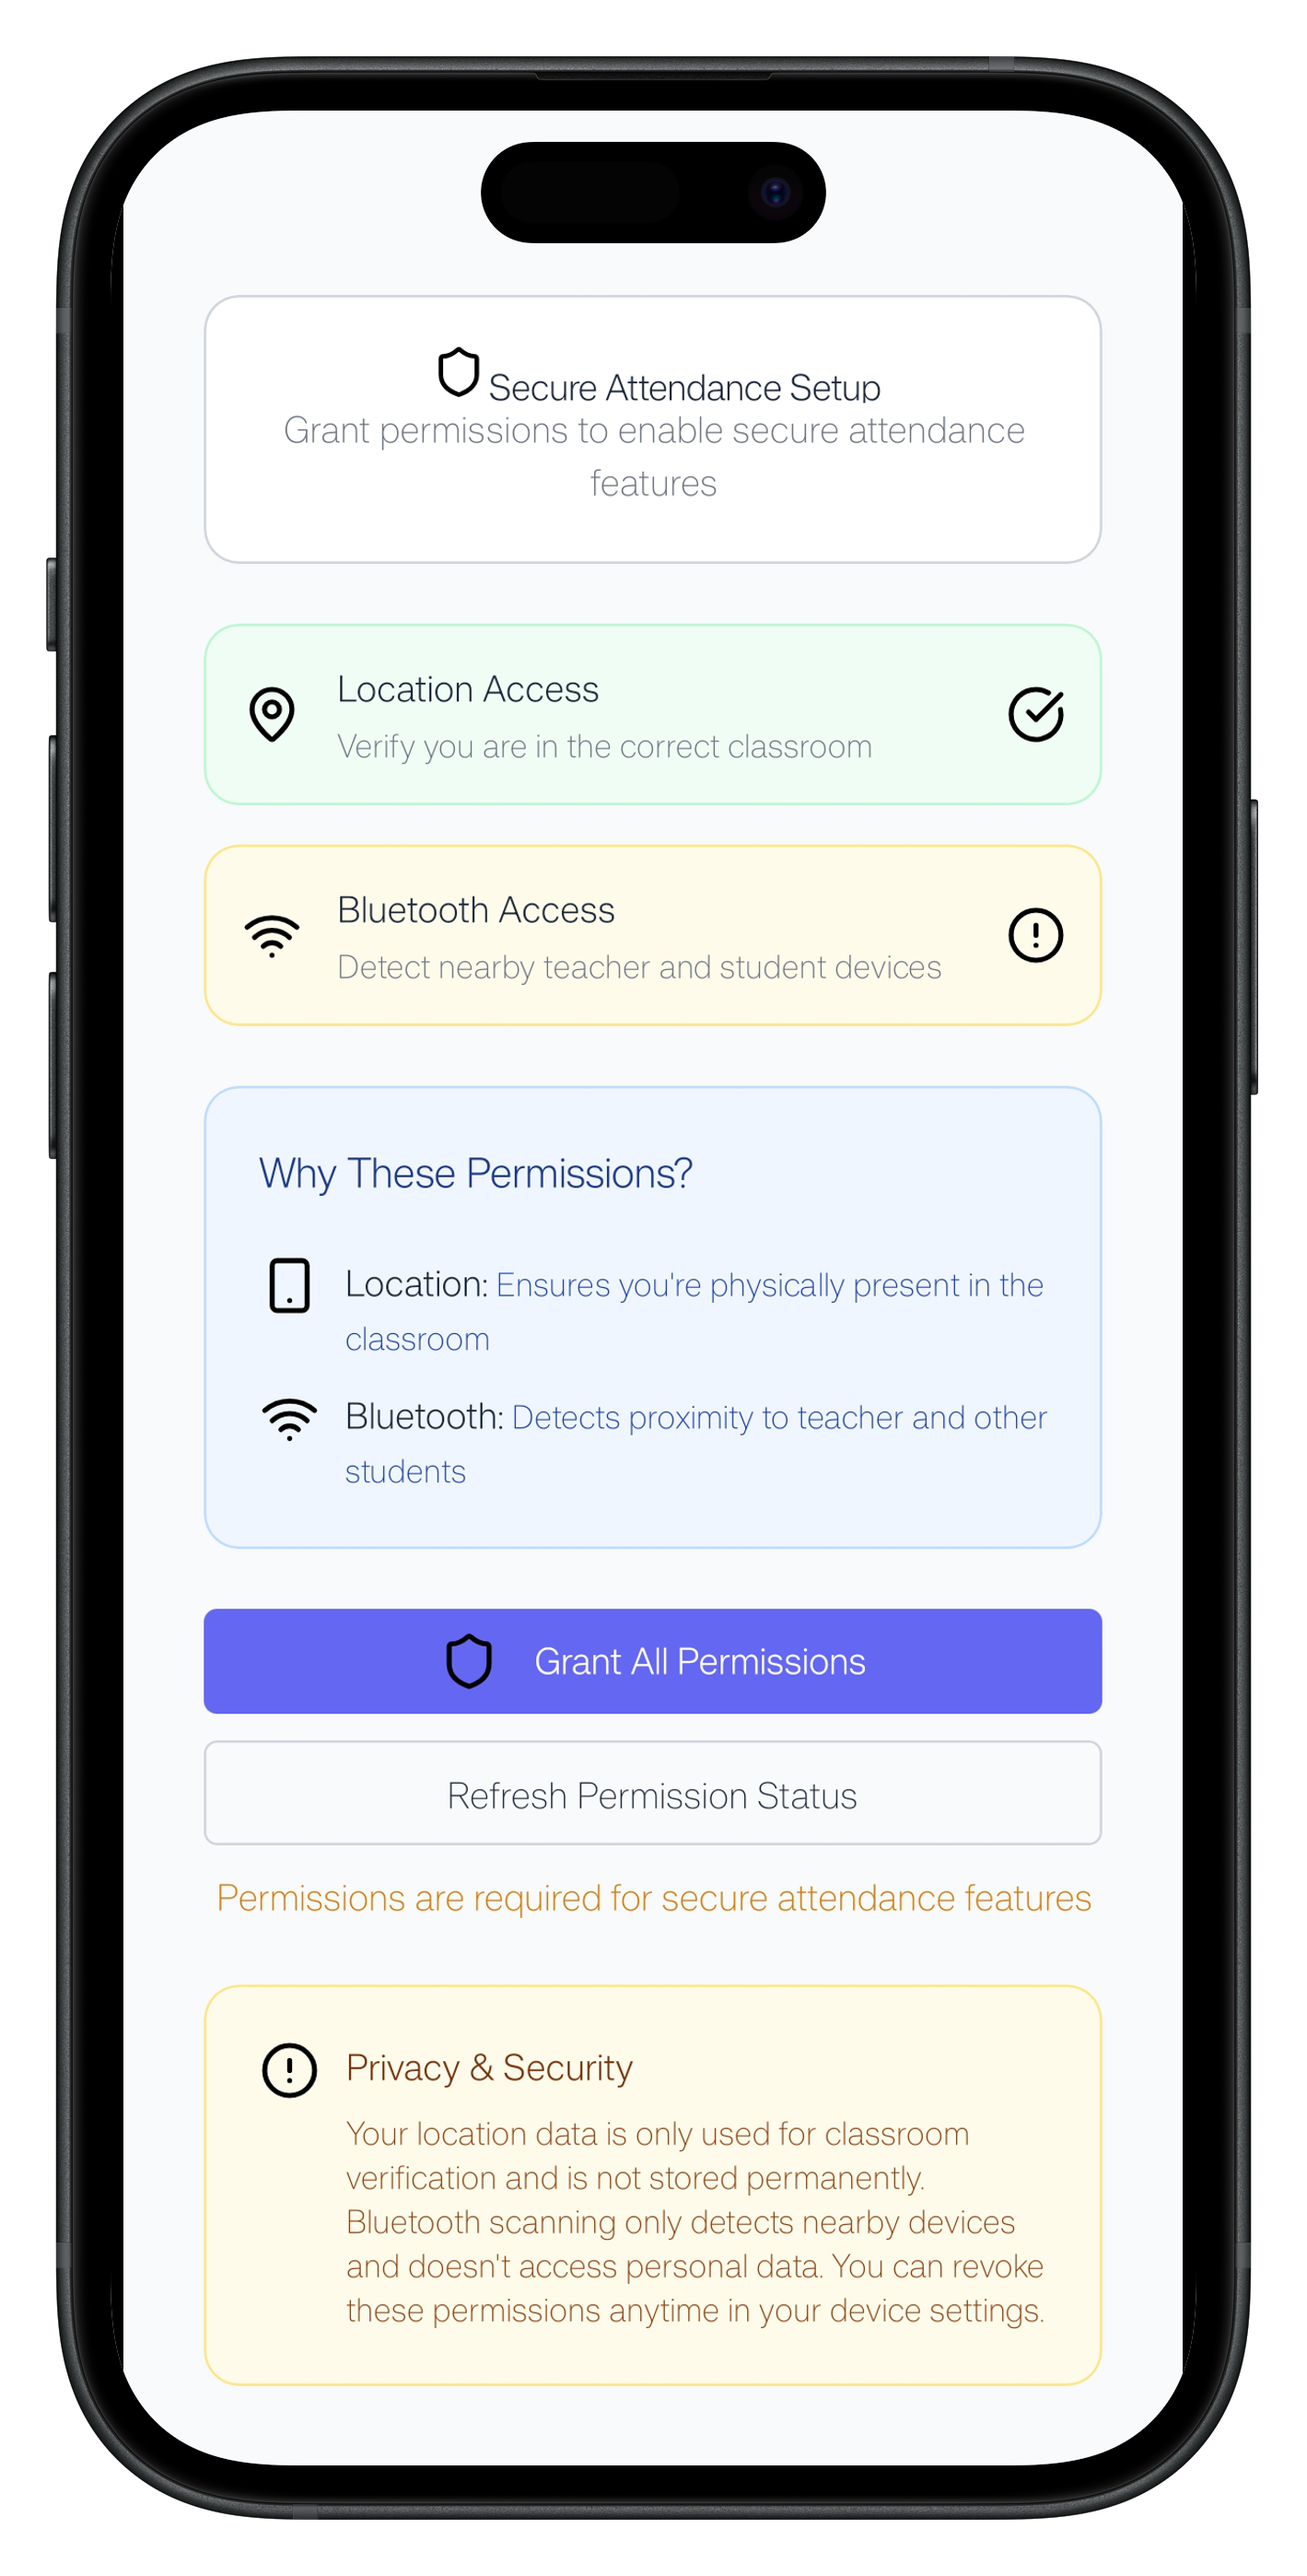 Secure Attendance Setup
Grant permissions to enable secure attendance
features
Location Access
Verify you are in the correct classroom
Bluetooth Access
Detect nearby teacher and student devices
Why These Permissions?
Location: Ensures you're physically present in the
classroom
Bluetooth: Detects proximity to teacher and other
students
Grant All Permissions
Refresh Permission Status
Permissions are required for secure attendance features
Privacy & Security
Your location data is only used for classroom
verification and is not stored permanently.
Bluetooth scanning only detects nearby devices
and doesn't access personal data. You can revoke
these permissions anytime in your device settings.